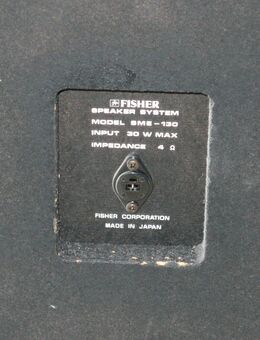 FISHER
SPEAKER SYSTEM
MODEL SME-130
INPUT 30 W MAX
IMPEDANCE 4 Ω
FISHER CORPORATION
MADE IN JAPAN